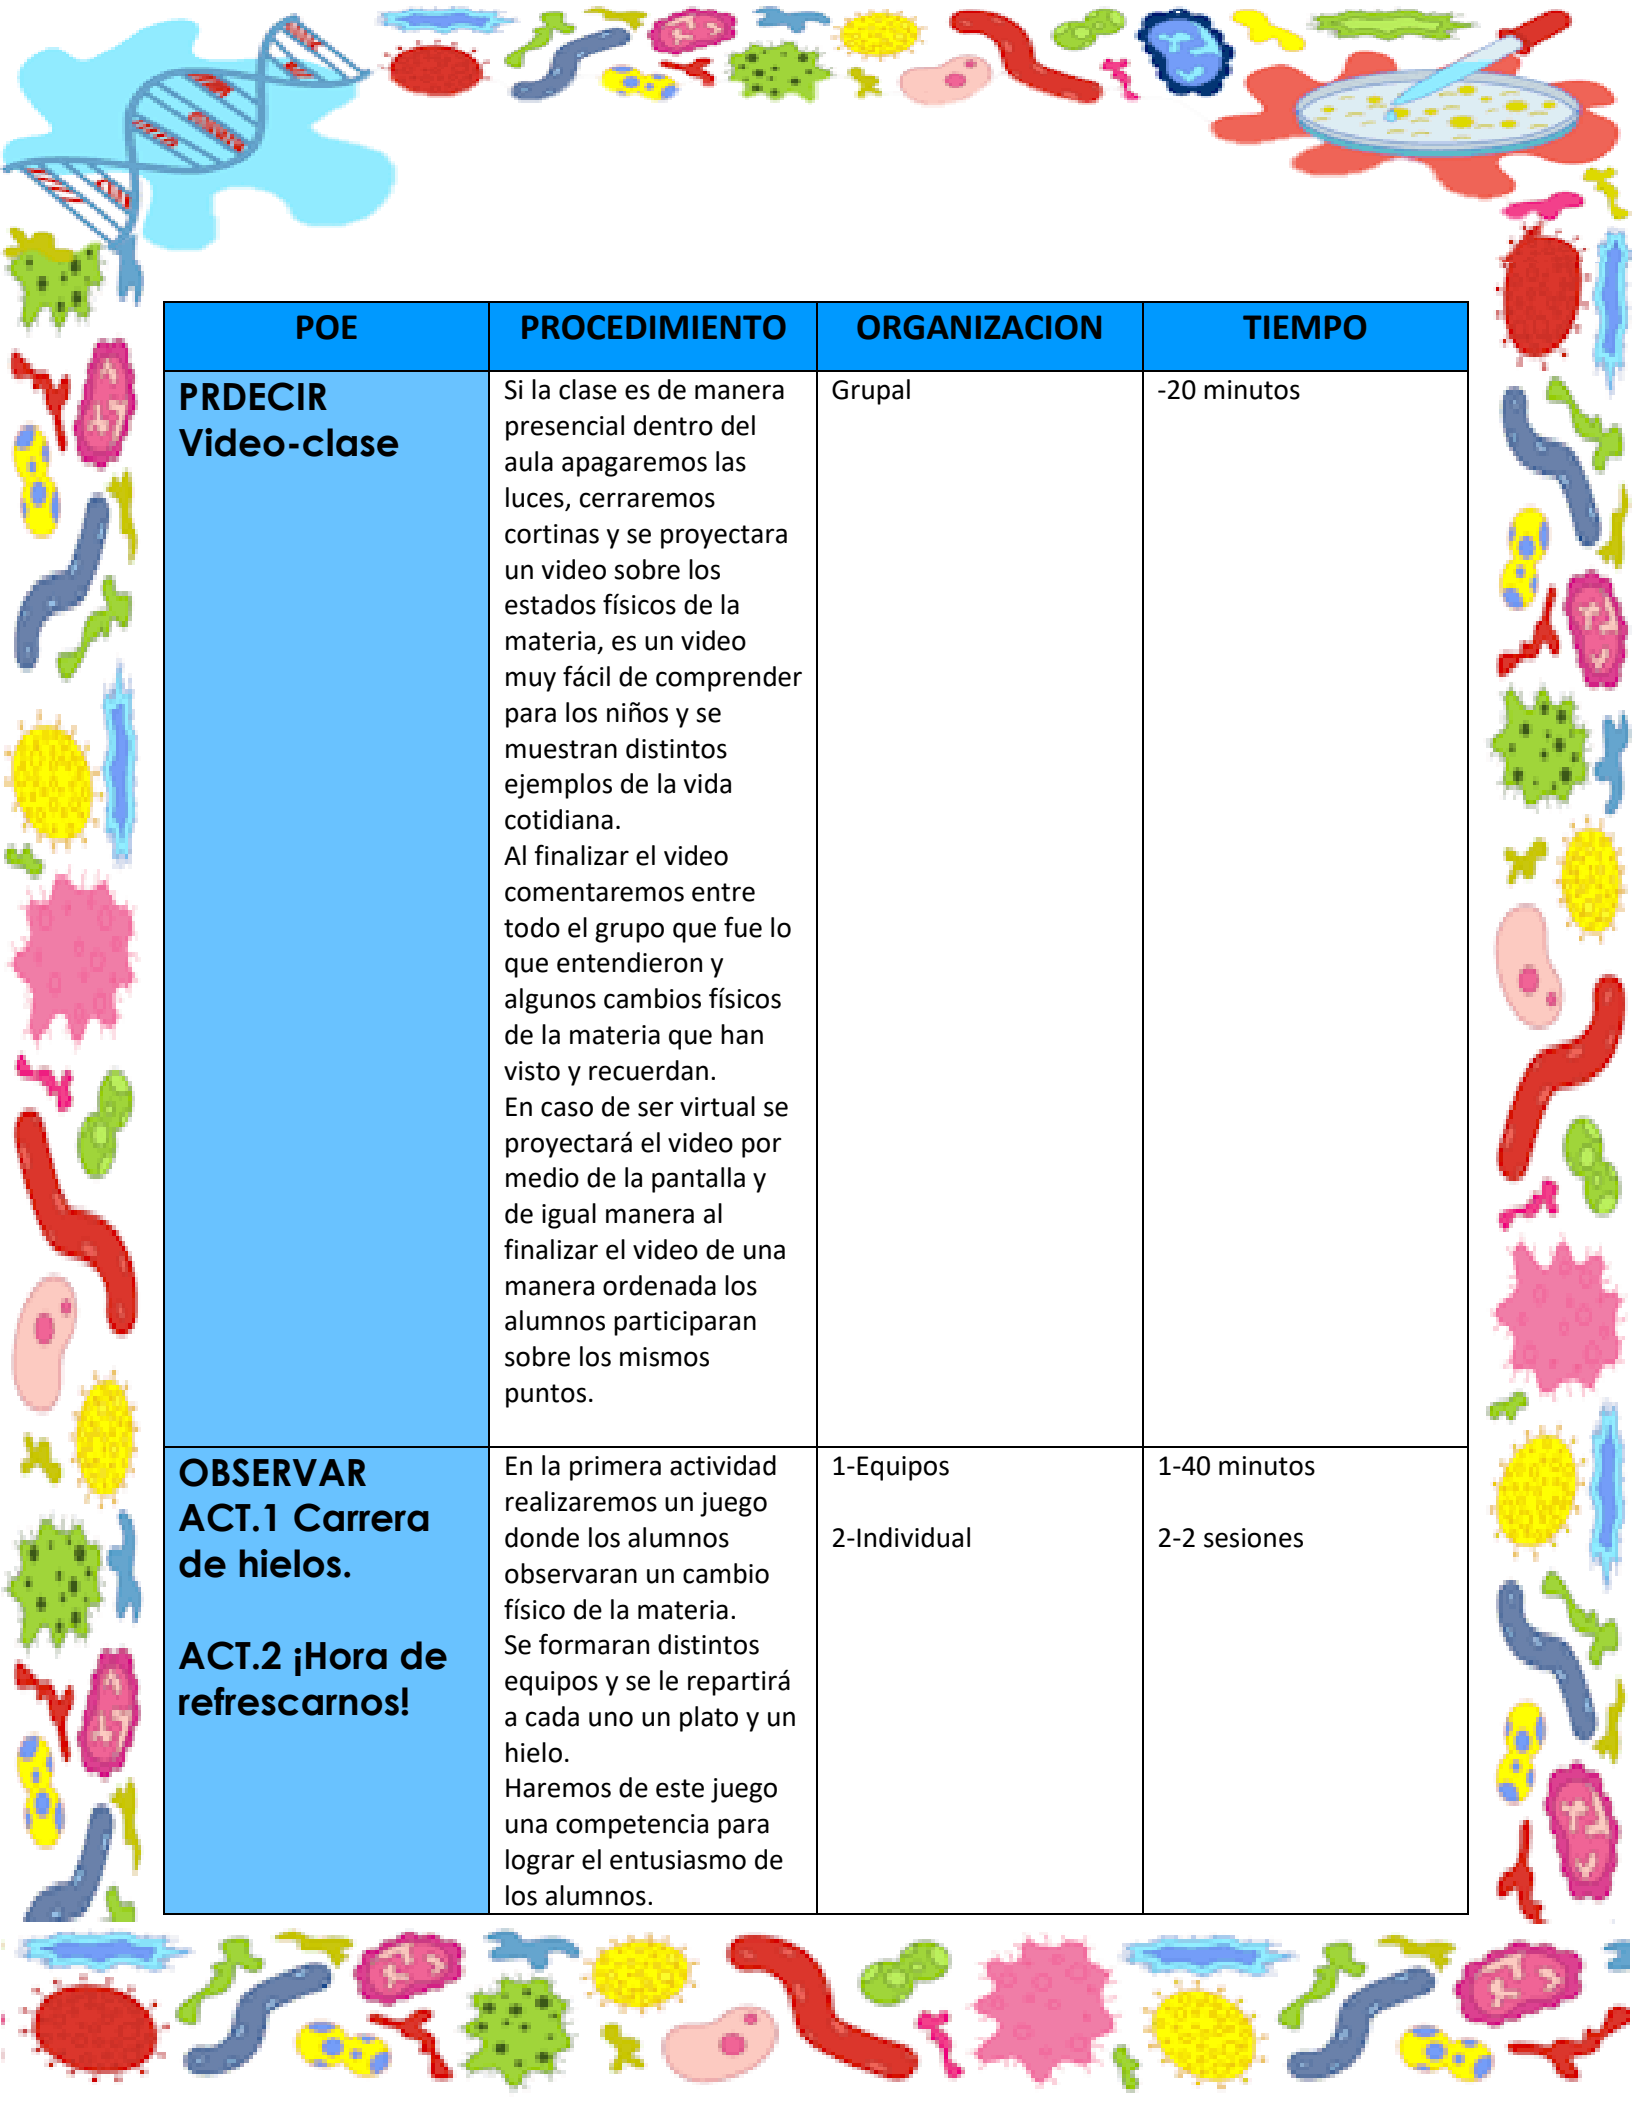 POE
PROCEDIMIENTO
ORGANIZACION
TIEMPO
PRDECIR
Video-clase
Si la clase es de manera
presencial dentro del
aula apagaremos las
luces, cerraremos
cortinas y se proyectara
un video sobre los
estados físicos de la
materia, es un video
muy fácil de comprender
para los niños y se
muestran distintos
ejemplos de la vida
cotidiana.
Al finalizar el video
comentaremos entre
todo el grupo que fue lo
que entendieron y
algunos cambios físicos
de la materia que han
visto y recuerdan.
En caso de ser virtual se
proyectará el video por
medio de la pantalla y
de igual manera al
finalizar el video de una
manera ordenada los
alumnos participaran
sobre los mismos
puntos.
Grupal
-20 minutos
OBSERVAR
ACT.1 Carrera
de hielos.
ACT.2 ¡Hora de
refrescarnos!
En la primera actividad
realizaremos un juego
donde los alumnos
observaran un cambio
físico de la materia.
Se formaran distintos
equipos y se le repartirá
a cada uno un plato y un
hielo.
Haremos de este juego
una competencia para
lograr el entusiasmo de
los alumnos.
1-Equipos
2-Individual
1-40 minutos
2-2 sesiones